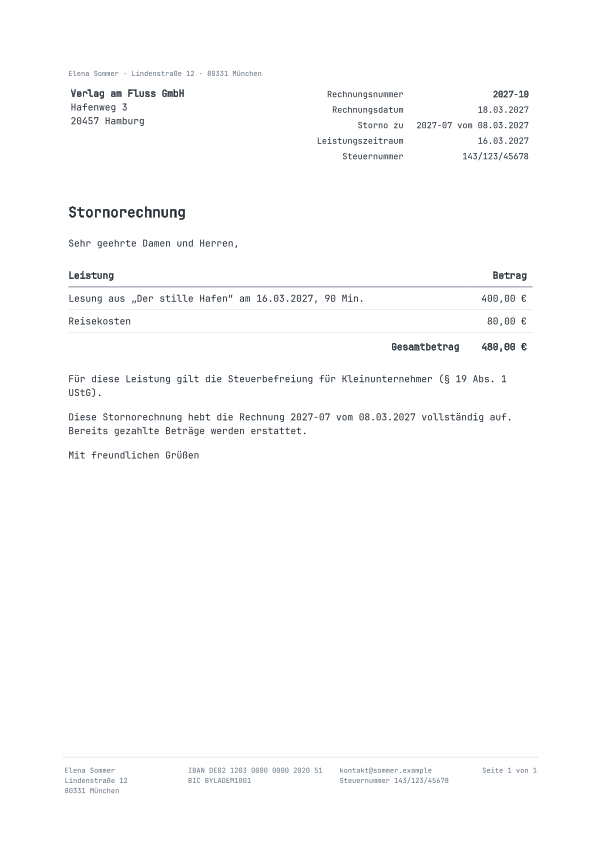 Elena Sommer · Lindenstraße 12 · 80331 München
Verlag am Fluss GmbH
Hafenweg 3
20457 Hamburg
Rechnungsnummer 2027-10
Rechnungsdatum 18.03.2027
Storno zu 2027-07 vom 08.03.2027
Leistungszeitraum 16.03.2027
Steuernummer 143/123/45678
Stornorechnung
Sehr geehrte Damen und Herren,
Leistung Betrag
Lesung aus „Der stille Hafen“ am 16.03.2027, 90 Min. 400,00 €
Reisekosten 80,00 €
Gesamtbetrag 480,00 €
Für diese Leistung gilt die Steuerbefreiung für Kleinunternehmer (§ 19 Abs. 1
UStG).
Diese Stornorechnung hebt die Rechnung 2027-07 vom 08.03.2027 vollständig auf.
Bereits gezahlte Beträge werden erstattet.
Mit freundlichen Grüßen
Elena Sommer
Lindenstraße 12
80331 München
IBAN DE02 1203 0000 0000 2020 51
BIC BYLADEM1001
kontakt@sommer.example
Steuernummer 143/123/45678
Seite 1 von 1